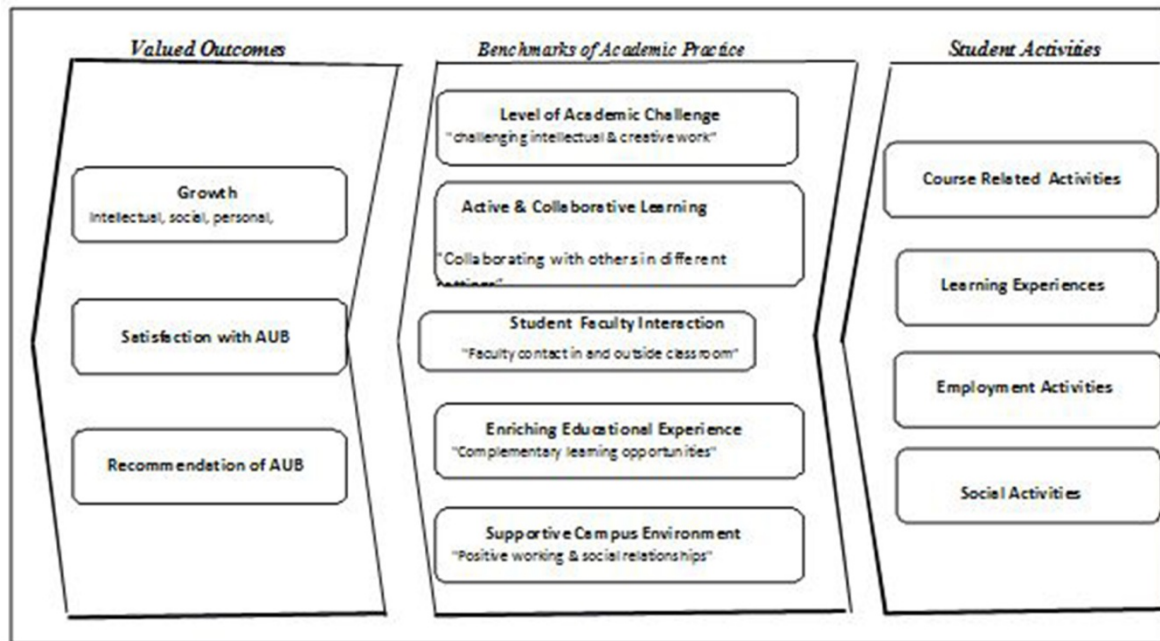 Valued Outcomes
Growth
Intellectual, social, personal,
Satisfaction with AUB
Recommendation of AUB
Benchmarks of Academic Practice
Level of Academic Challenge
"challenging intellectual & creative work"
Active & Collaborative Learning
"Collaborating with others in different
settings"
Student Faculty Interaction
"Faculty contact in and outside classroom"
Enriching Educational Experience
"Complementary learning opportunities"
Supportive Campus Environment
"Positive working & social relationships"
Student Activities
Course Related Activities
Learning Experiences
Employment Activities
Social Activities